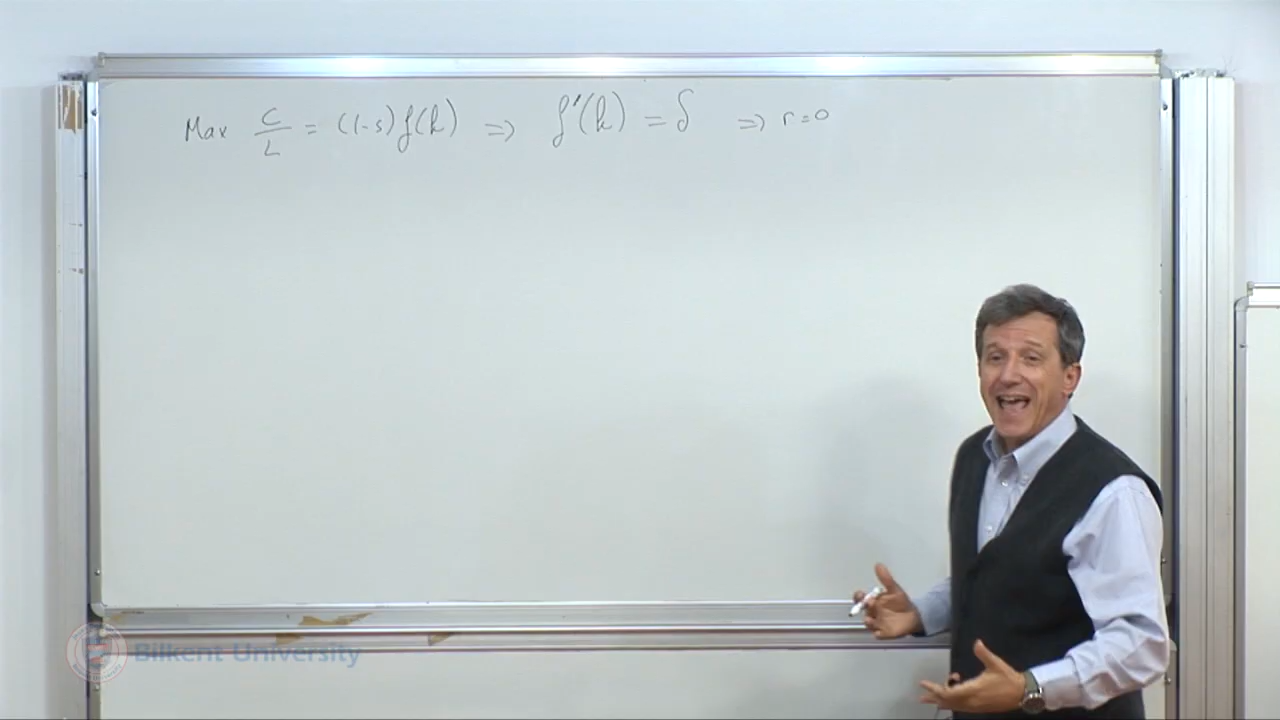 Max C/L = (1-s)f(k) ⇒ f'(k) = δ ⇒ r=0
Bilkent University